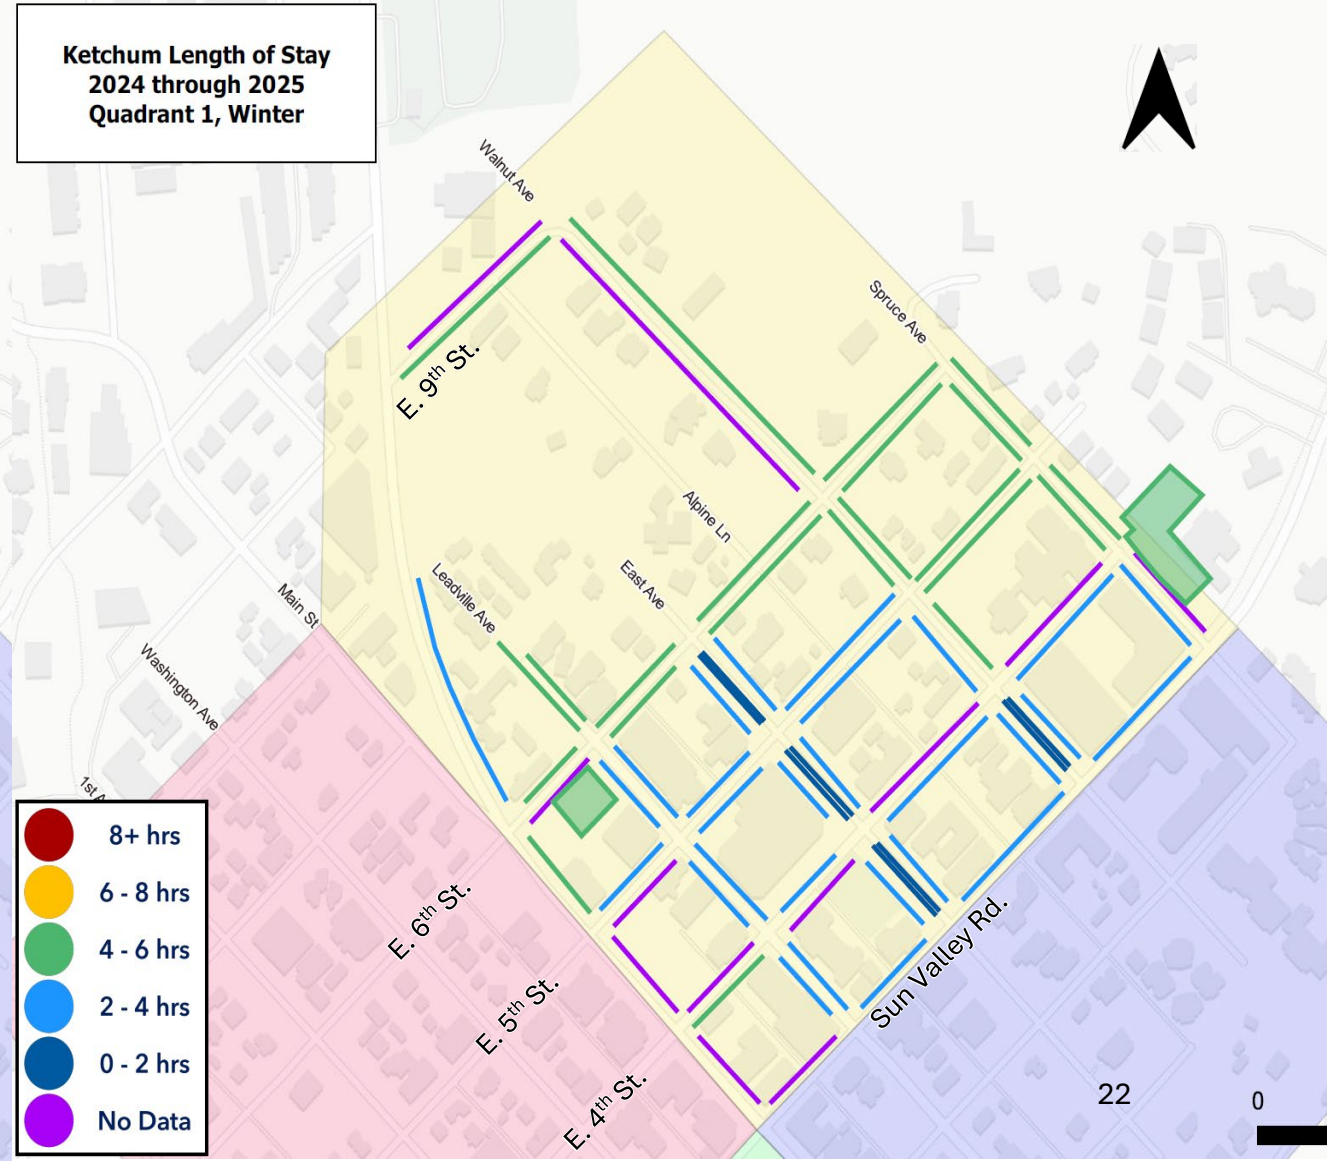 Ketchum Length of Stay
2024 through 2025
Quadrant 1, Winter
Walnut Ave
Spruce Ave
E. 9th St.
Alpine Ln
East Ave
Leadville Ave
Main St
Washington Ave
1st A
8+ hrs
6 - 8 hrs
4 - 6 hrs
2 - 4 hrs
0 - 2 hrs
No Data
E. 6th St.
E. 5th St.
E. 4th St.
Sun Valley Rd.
22
0